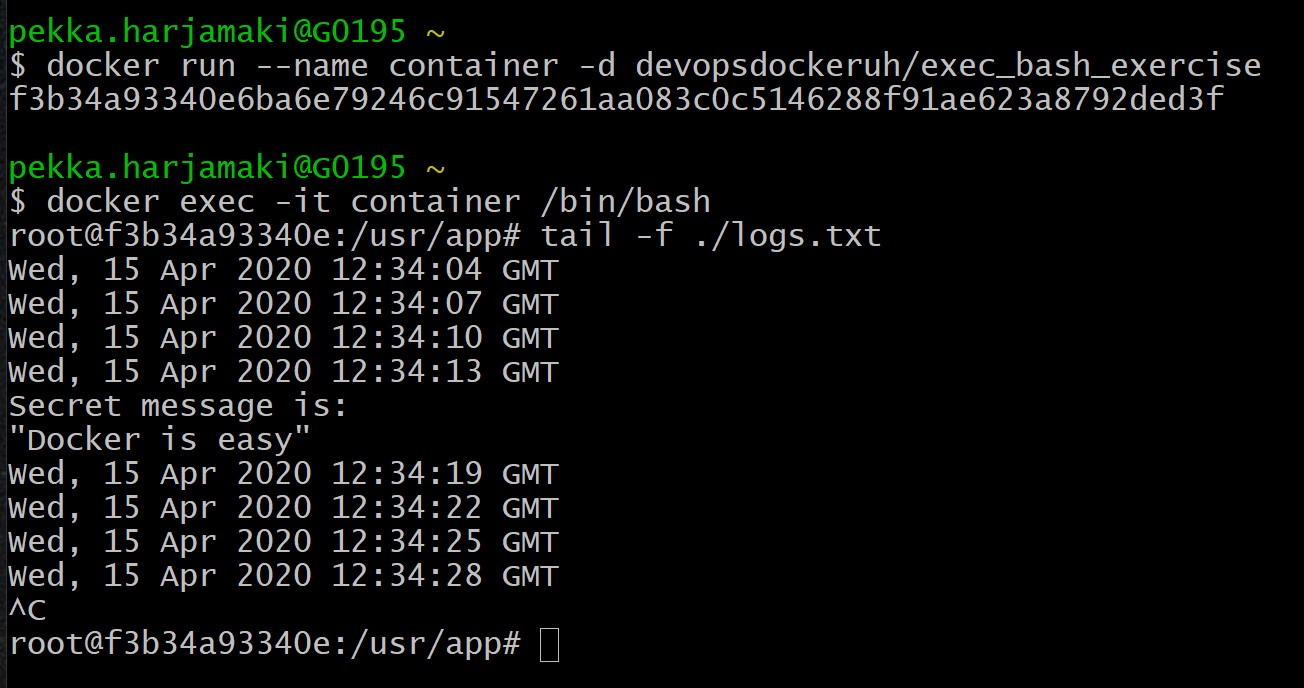 pekka.harjamaki@GO195 ~
$ docker run --name container -d devopsdockeruh/exec_bash_exercise
f3b34a93340e6ba6e79246c91547261aa083c0c5146288f91ae623a8792ded3f
pekka.harjamaki@GO195 ~
$ docker exec -it container /bin/bash
root@f3b34a93340e:/usr/app# tail -f ./logs.txt
Wed, 15 Apr 2020 12:34:04 GMT
Wed, 15 Apr 2020 12:34:07 GMT
Wed, 15 Apr 2020 12:34:10 GMT
Wed, 15 Apr 2020 12:34:13 GMT
Secret message is:
"Docker is easy"
Wed, 15 Apr 2020 12:34:19 GMT
Wed, 15 Apr 2020 12:34:22 GMT
Wed, 15 Apr 2020 12:34:25 GMT
Wed, 15 Apr 2020 12:34:28 GMT
^C
root@f3b34a93340e:/usr/app#